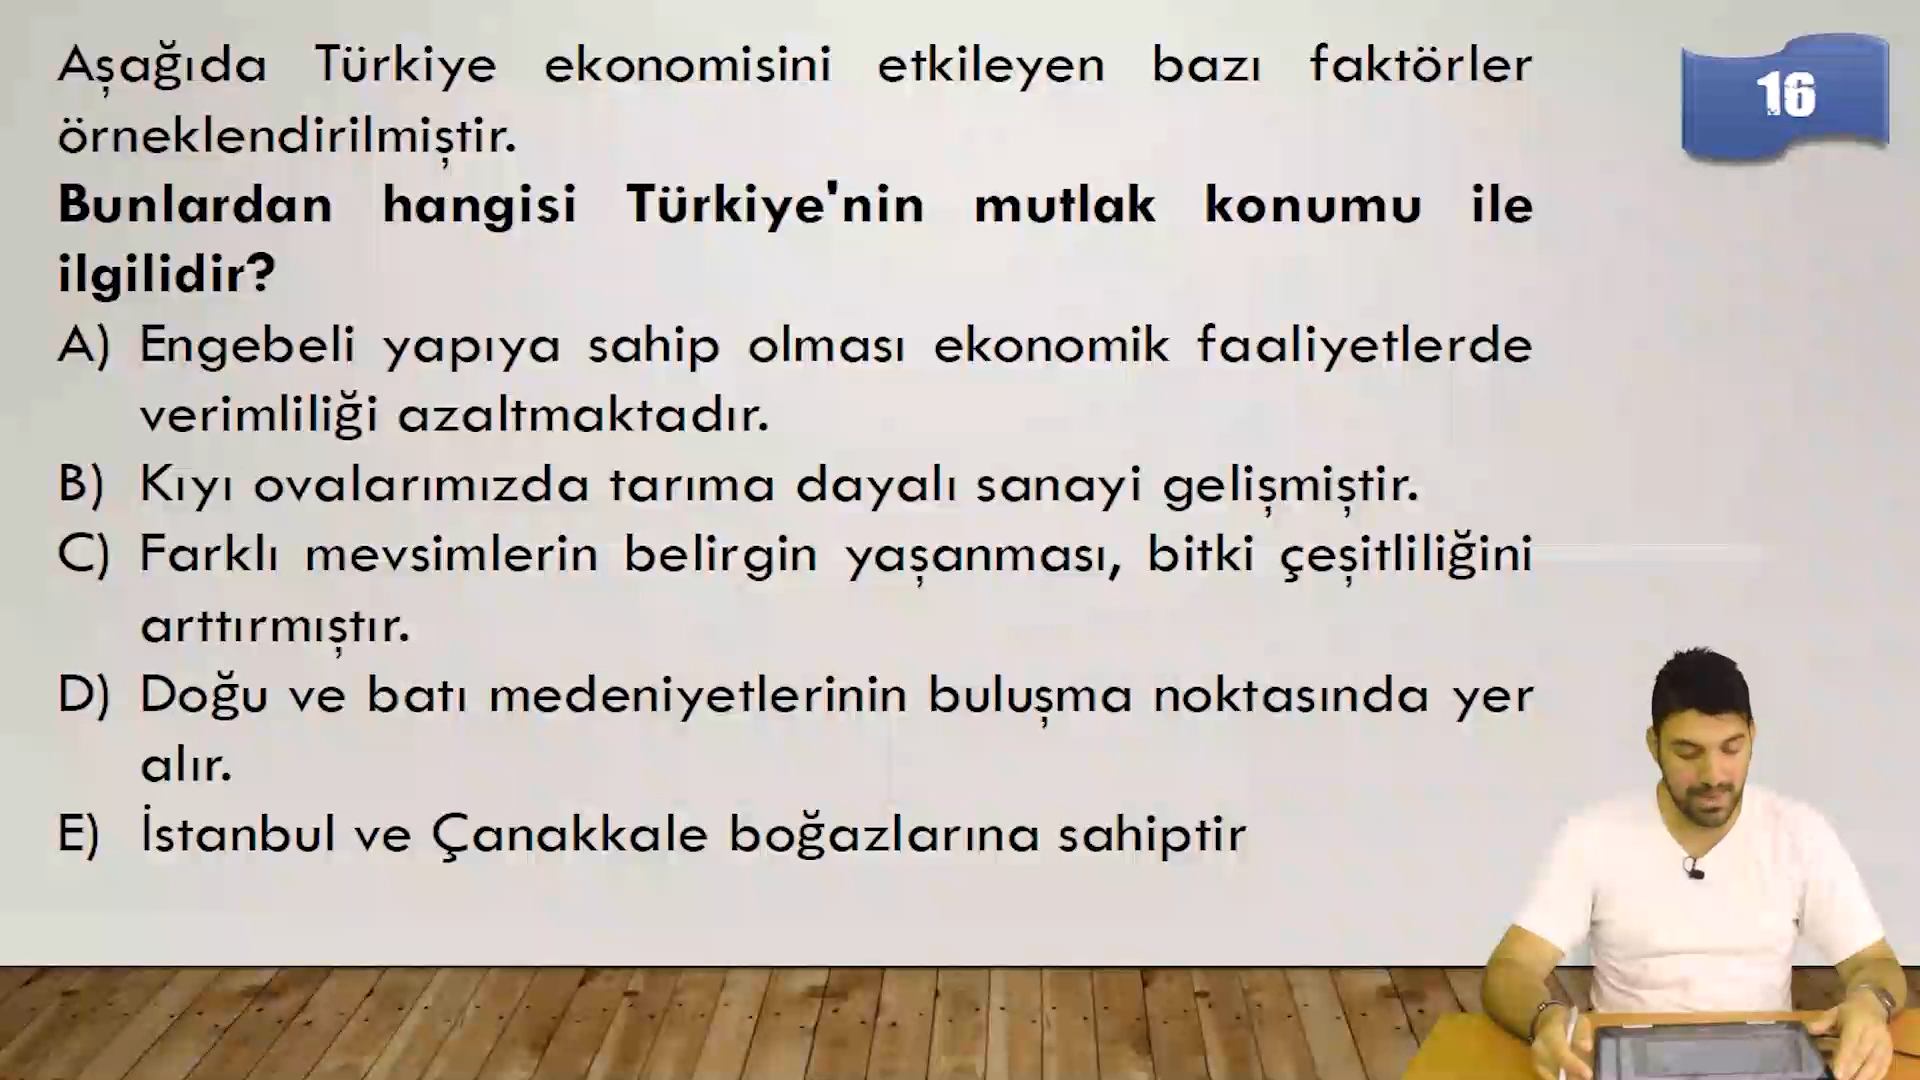 Aşağıda Türkiye ekonomisini etkileyen bazı faktörler
örneklendirilmiştir.
Bunlardan hangisi Türkiye'nin mutlak konumu ile
ilgilidir?
A) Engebeli yapıya sahip olması ekonomik faaliyetlerde
verimliliği azaltmaktadır.
B) Kıyı ovalarımızda tarıma dayalı sanayi gelişmiştir.
C) Farklı mevsimlerin belirgin yaşanması, bitki çeşitliliğini
arttırmıştır.
D) Doğu ve batı medeniyetlerinin buluşma noktasında yer
alır.
E) İstanbul ve Çanakkale boğazlarına sahiptir
16